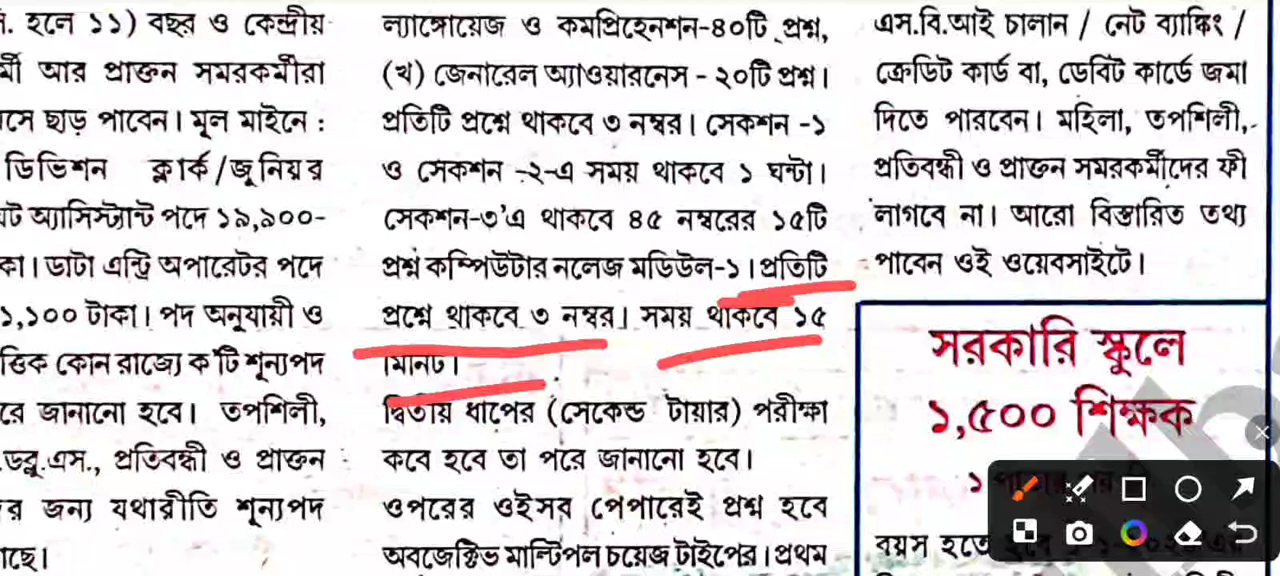 হলে ১১) বছর ও কেন্দ্রীয়
আর প্রাক্তন সমরকর্মীরা
ছাড় পাবেন। মূল মাইনে :
ডিভিশন ক্লার্ক/জুনিয়র
অ্যাসিস্ট্যান্ট পদে ১৯,৯০০-
ডাটা এন্ট্রি অপারেটর পদে
টাকা। পদ অনুযায়ী ও
কোন রাজ্যে ক'টি শূন্যপদ
জানানো হবে। তপশিলী,
প্রতিবন্ধী ও প্রাক্তন
জন্য যথারীতি শূন্যপদ
ল্যাঙ্গোয়েজ ও কমপ্রিহেনশন-৪০টি প্রশ্ন,
(খ) জেনারেল অ্যাওয়ারনেস - ২০টি প্রশ্ন।
প্রতিটি প্রশ্নে থাকবে ৩ নম্বর। সেকশন -১
ও সেকশন -২-এ সময় থাকবে ১ ঘন্টা।
সেকশন-৩'এ থাকবে ৪৫ নম্বরের ১৫টি
প্রশ্ন কম্পিউটার নলেজ মডিউল-১। প্রতিটি
প্রশ্নে থাকবে ৩ নম্বর। সময় থাকবে ১৫
মিনিট।
দ্বিতীয় ধাপের (সেকেন্ড টায়ার) পরীক্ষা
কবে হবে তা পরে জানানো হবে।
ওপরের ওইসব পেপারেই প্রশ্ন হবে
অবজেক্টিভ মাল্টিপল চয়েজ টাইপের। প্রথম
এস.বি.আই চালান / নেট ব্যাঙ্কিং /
ক্রেডিট কার্ড বা, ডেবিট কার্ডে জমা
দিতে পারবেন। মহিলা, তপশিলী,
প্রতিবন্ধী ও প্রাক্তন সমরকর্মীদের ফী
লাগবে না। আরো বিস্তারিত তথ্য
পাবেন ওই ওয়েবসাইটে।
সরকারি স্কুলে
১,৫০০ শিক্ষক
বয়স হতে